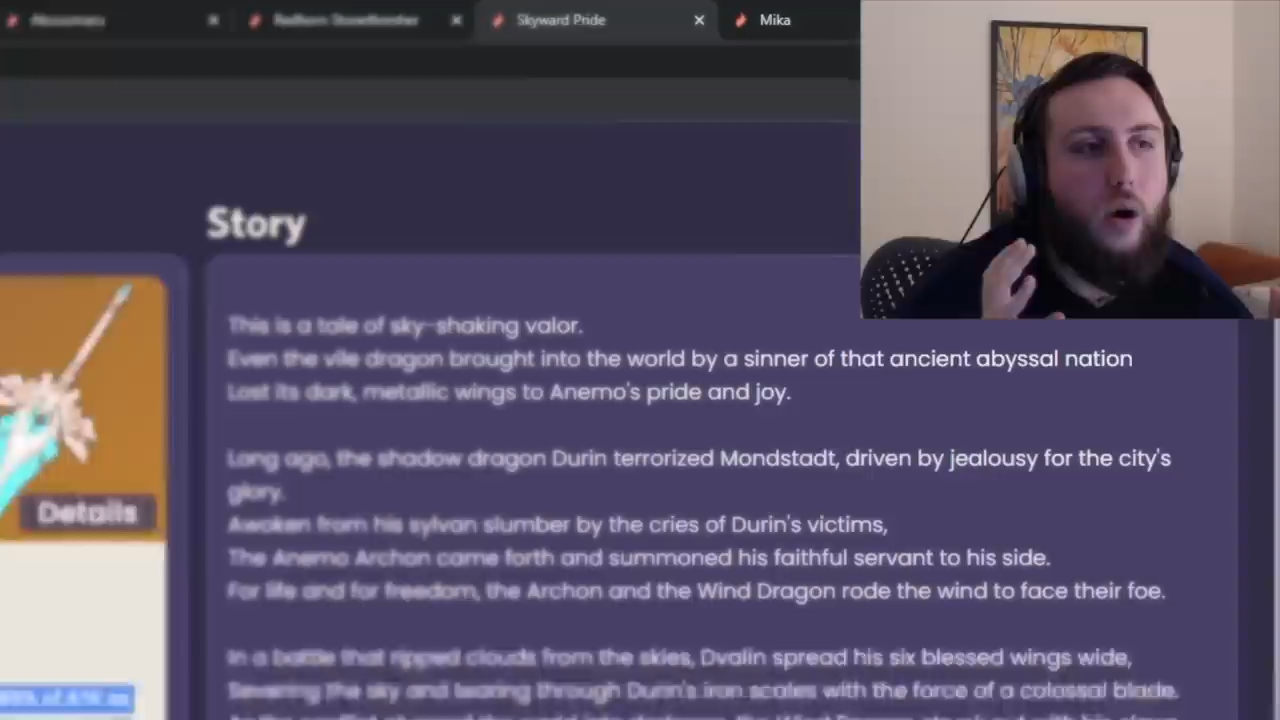 Redhorn Stonethresher
Skyward Pride
Mika
Story
This is a tale of sky-shaking valor.
Even the vile dragon brought into the world by a sinner of that ancient abyssal nation
Lost its dark, metallic wings to Anemo's pride and joy.
Long ago, the shadow dragon Durin terrorized Mondstadt, driven by jealousy for the city's
glory.
Awoken from his sylvan slumber by the cries of Durin's victims,
The Anemo Archon came forth and summoned his faithful servant to his side.
For life and for freedom, the Archon and the Wind Dragon rode the wind to face their foe.
In a battle that ripped clouds from the skies, Dvalin spread his six blessed wings wide,
Severing the sky and tearing through Durin's iron scales with the force of a colossal blade.
Details